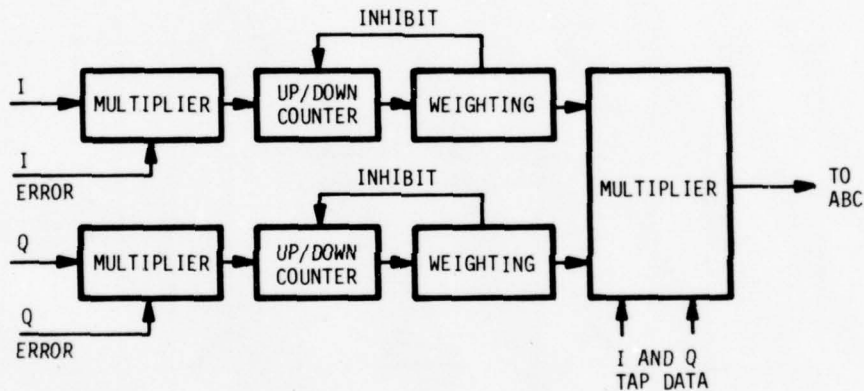 INHIBIT
I
MULTIPLIER
UP/DOWN
COUNTER
WEIGHTING
I
ERROR
MULTIPLIER
TO
ABC
INHIBIT
Q
MULTIPLIER
UP/DOWN
COUNTER
WEIGHTING
Q
ERROR
I AND Q
TAP DATA